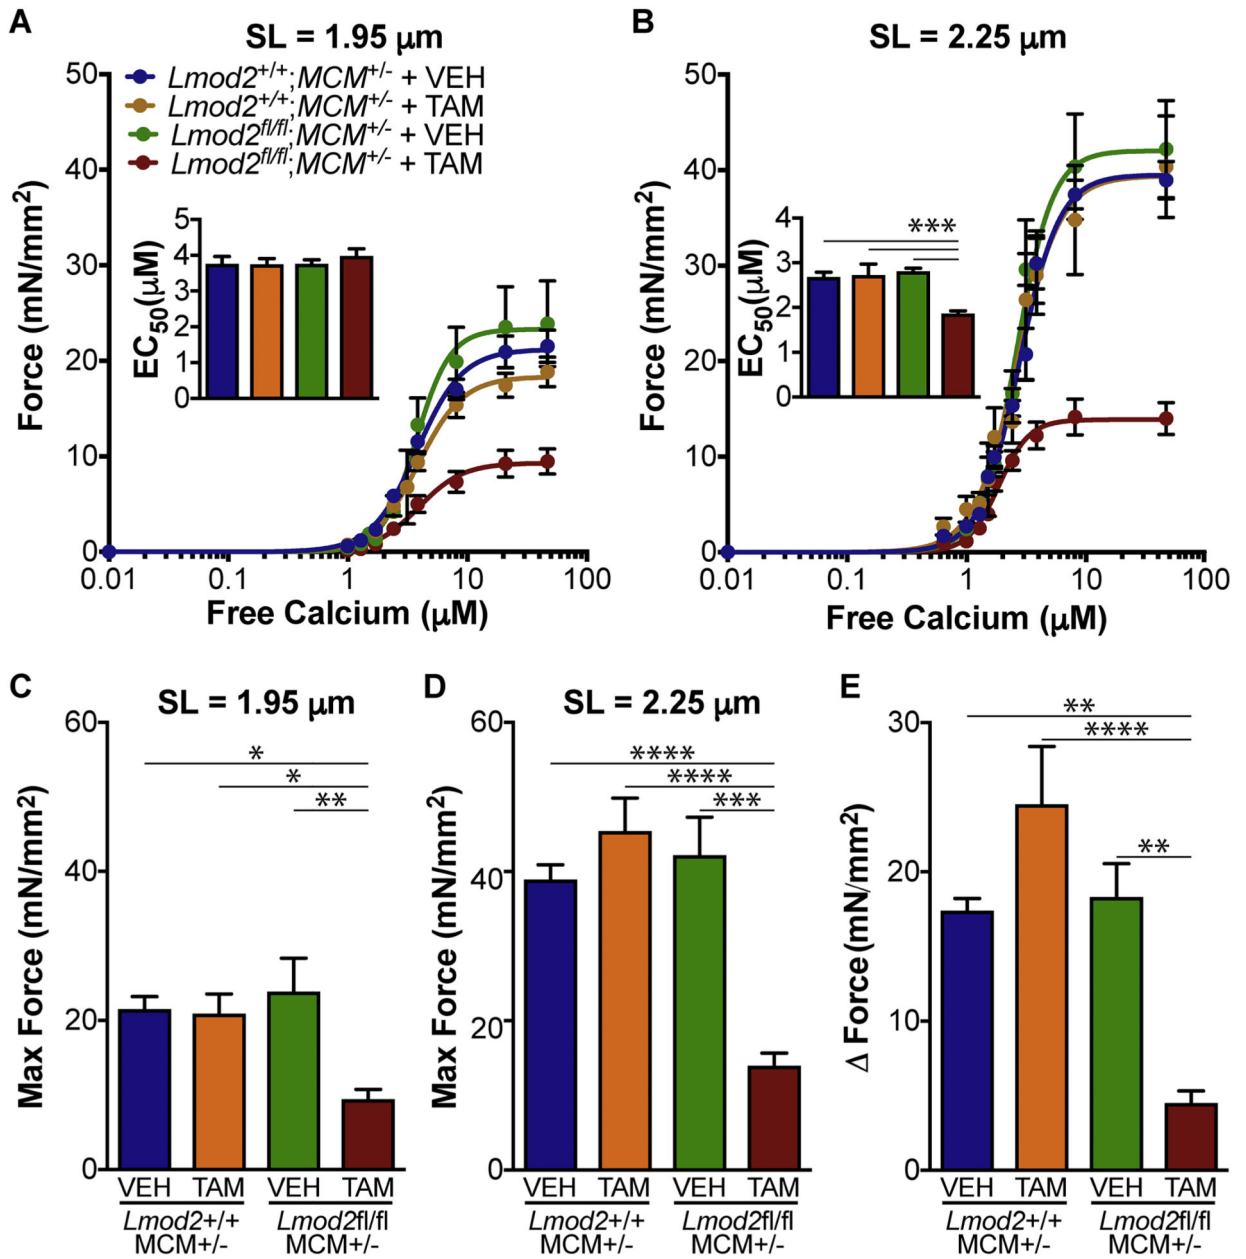 A
SL = 1.95 μm
Lmod2+/+;MCM+/- + VEH
Lmod2+/+;MCM+/- + TAM
Lmod2fl/fl;MCM+/- + VEH
Lmod2fl/fl;MCM+/- + TAM
Force (mN/mm2)
50
40
30
20
10
0
EC50(μM)
5
4
3
2
1
0
0.01 0.1 1 10 100
Free Calcium (μM)
B
SL = 2.25 μm
Force (mN/mm2)
50
40
30
20
10
0
EC50(μM)
4
3
2
1
0
***
0.01 0.1 1 10 100
Free Calcium (μM)
C
SL = 1.95 μm
Max Force (mN/mm2)
60
40
20
0
*
*
**
VEH TAM VEH TAM
Lmod2+/+ Lmod2fl/fl
MCM+/- MCM+/-
D
SL = 2.25 μm
Max Force (mN/mm2)
60
40
20
0
****
****
***
VEH TAM VEH TAM
Lmod2+/+ Lmod2fl/fl
MCM+/- MCM+/-
E
Δ Force (mN/mm2)
30
20
10
0
**
****
**
VEH TAM VEH TAM
Lmod2+/+ Lmod2fl/fl
MCM+/- MCM+/-